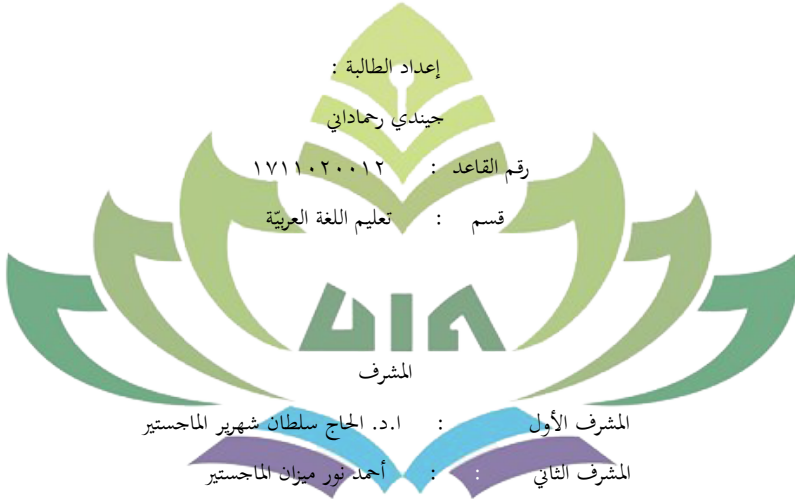 إعداد الطالبة :
جيندي رحماداني
رقم القاعد : ١٧١١٠٢٠٠١٢
قسم : تعليم اللغة العربيّة
UIN
المشرف
المشرف الأول : ا.د. الحاج سلطان شهرير الماجستير
المشرف الثاني : : أحمد نور ميزان الماجستير